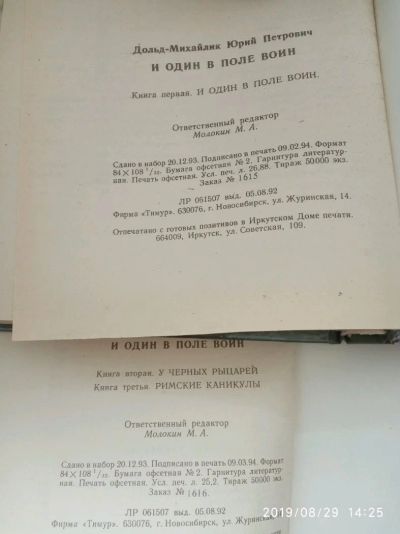 Дольд-Михайлик Юрий Петрович
И ОДИН В ПОЛЕ ВОИН
Книга первая. И ОДИН В ПОЛЕ ВОИН.
Ответственный редактор
Молокин М. А.
Сдано в набор 20.12.93. Подписано в печать 09.02.94. Формат
84×108 1/32. Бумага офсетная № 2. Гарнитура литератур-
ная. Печать офсетная. Усл. печ. л. 26,88. Тираж 50 000 экз.
Заказ № 1615
ЛР 061507 выд. 05.08.92
Фирма «Тимур». 630076, г. Новосибирск, ул. Журинская, 14.
Отпечатано с готовых позитивов в Иркутском Доме печати.
664009, Иркутск, ул. Советская, 109.
И ОДИН В ПОЛЕ ВОИН
Книга вторая. У ЧЕРНЫХ РЫЦАРЕЙ
Книга третья. РИМСКИЕ КАНИКУЛЫ
Ответственный редактор
Молокин М. А.
Сдано в набор 20.12.93. Подписано в печать 09.03.94. Формат
84×108 1/32. Бумага офсетная № 2. Гарнитура литератур-
ная. Печать офсетная. Усл. печ. л. 25,2. Тираж 50000 экз.
Заказ № 1616.
ЛР 061507 выд. 05.08.92
Фирма «Тимур». 630076, г. Новосибирск, ул. Журинская,
2019/08/29 14:25